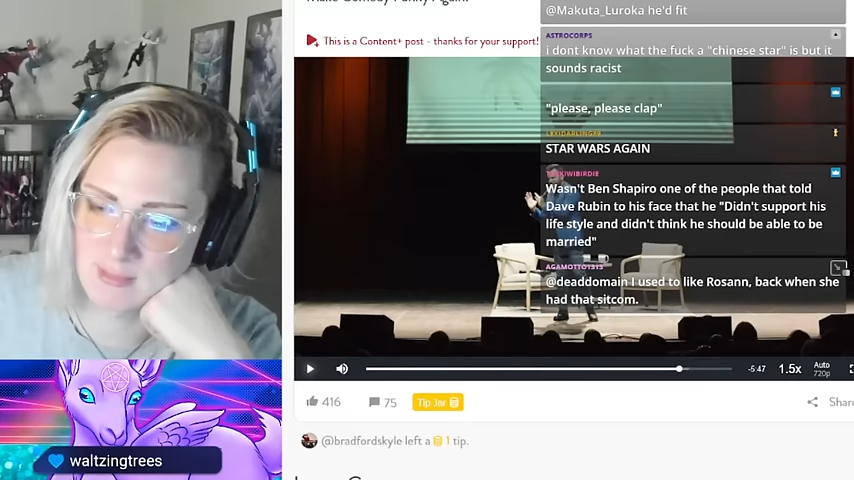 @Makuta_Luroka he'd fit
This is a Content+ post - thanks for your support!
ASTROCORPS
i dont know what the fuck a "chinese star" is but it
sounds racist
"please, please clap"
STAR WARS AGAIN
Wasn't Ben Shapiro one of the people that told
Dave Rubin to his face that he "Didn't support his
life style and didn't think he should be able to be
married"
AGAMOTTO1313
@deaddomain I used to like Rosann, back when she
had that sitcom.
-5:47
1.5x
Auto
720p
416
75
Tip Jar
Share
@bradfordskyle left a 1 tip.
waltzingtrees